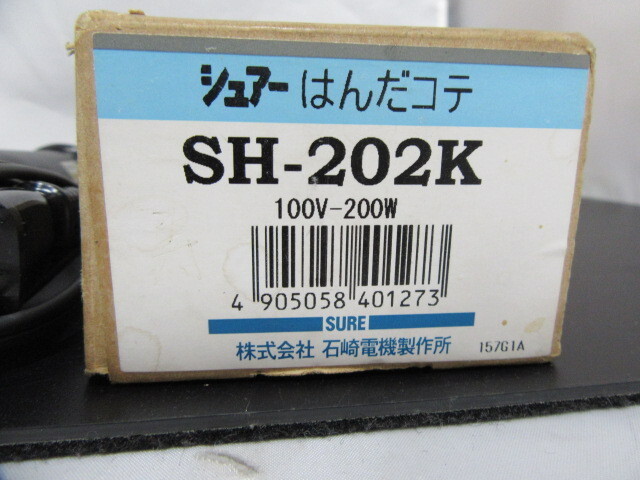 シュアー はんだコテ
SH-202K
100V-200W
4 905058 401273
SURE
株式会社 石崎電機製作所 157G1A